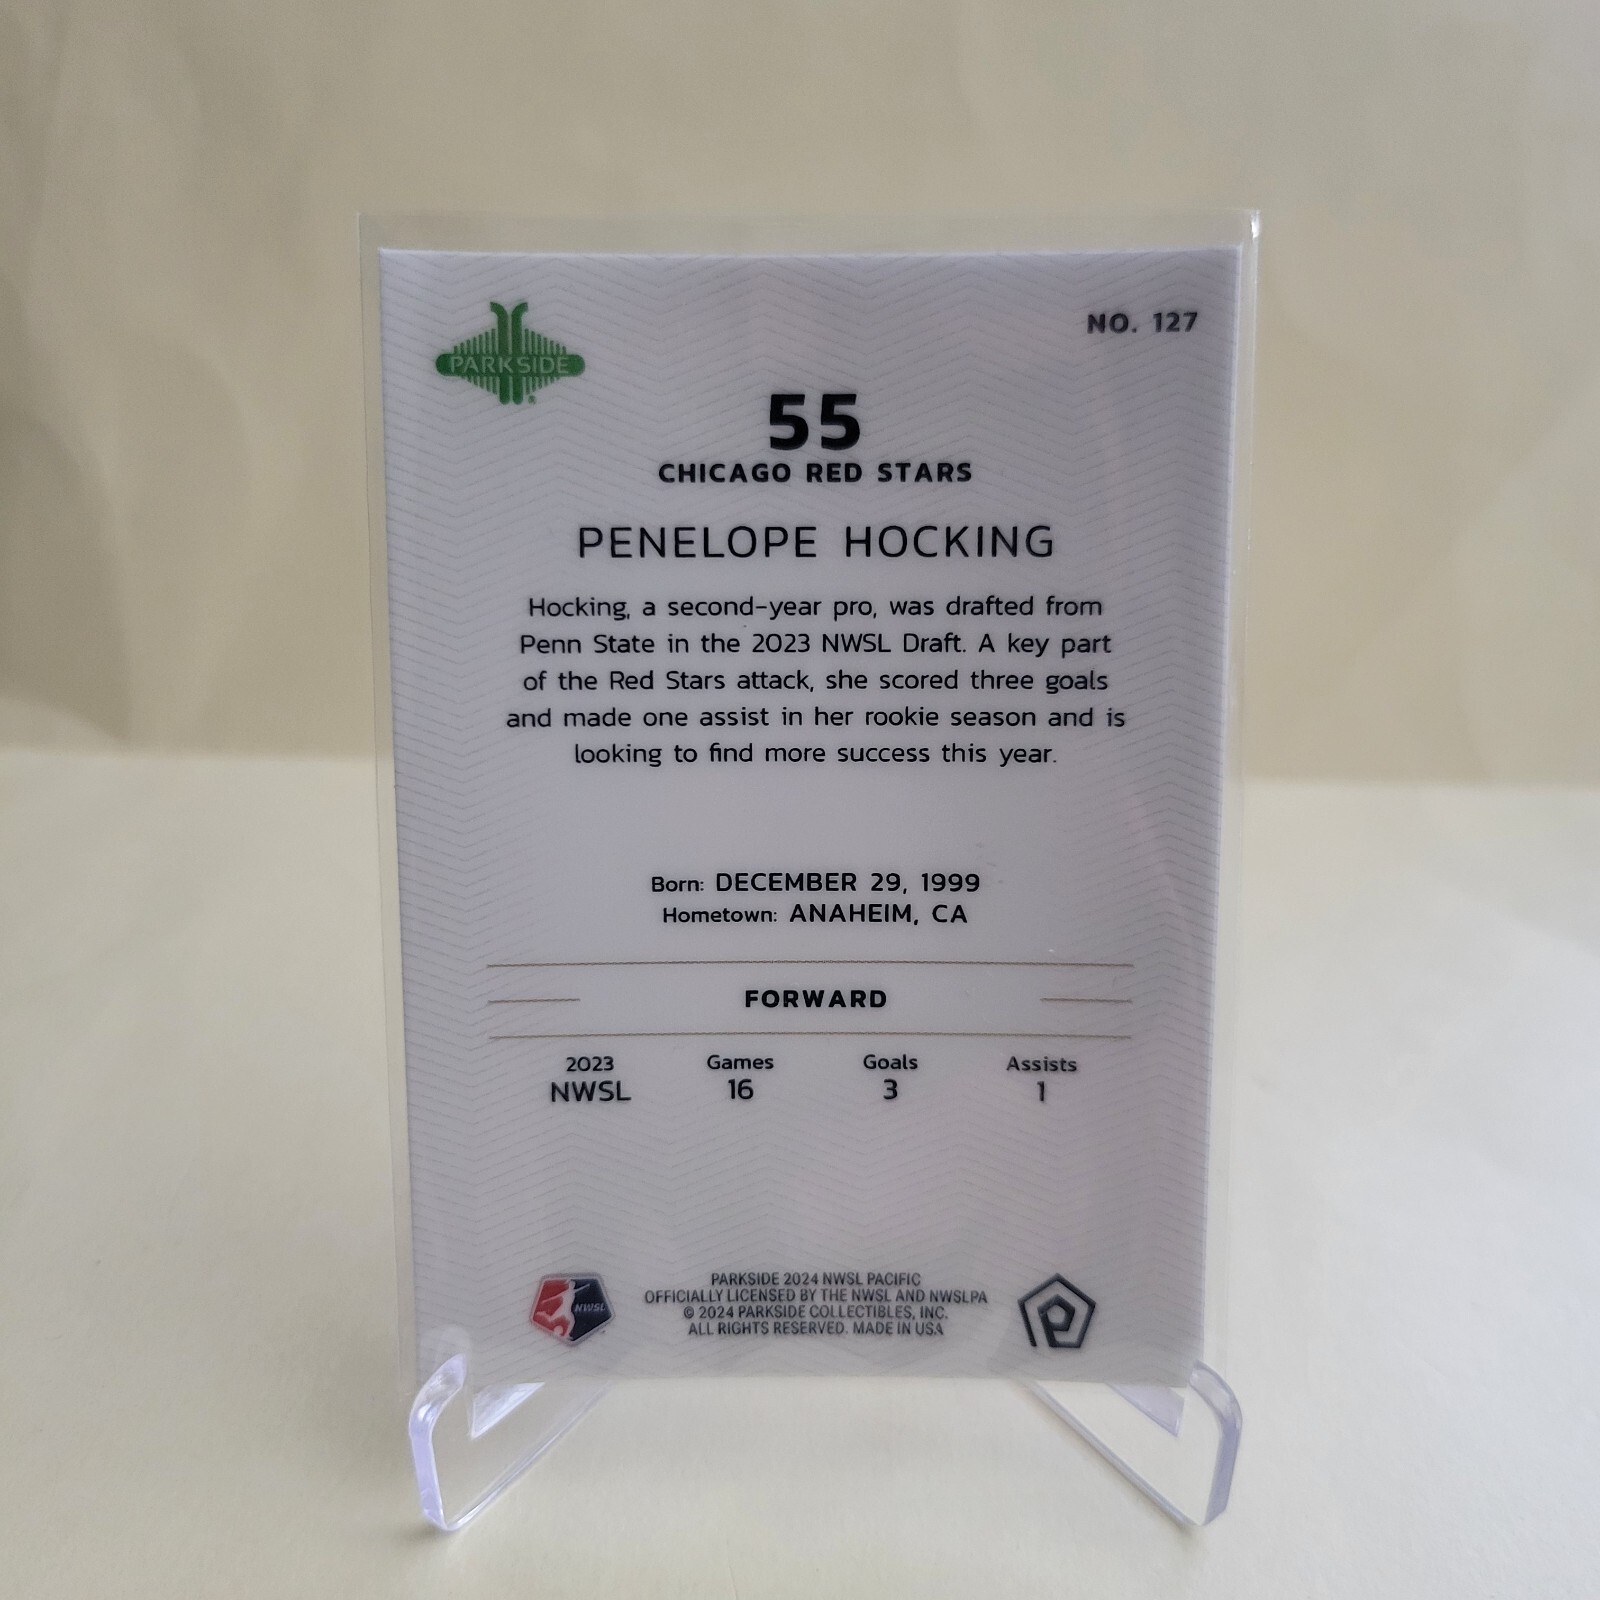 PARKSIDE
NO. 127
55
CHICAGO RED STARS
PENELOPE HOCKING
Hocking, a second-year pro, was drafted from
Penn State in the 2023 NWSL Draft. A key part
of the Red Stars attack, she scored three goals
and made one assist in her rookie season and is
looking to find more success this year.
Born: DECEMBER 29, 1999
Hometown: ANAHEIM, CA
FORWARD
2023 Games Goals Assists
NWSL 16 3 1
NWSL
PARKSIDE 2024 NWSL PACIFIC
OFFICIALLY LICENSED BY THE NWSL AND NWSLPA
© 2024 PARKSIDE COLLECTIBLES, INC.
ALL RIGHTS RESERVED. MADE IN USA